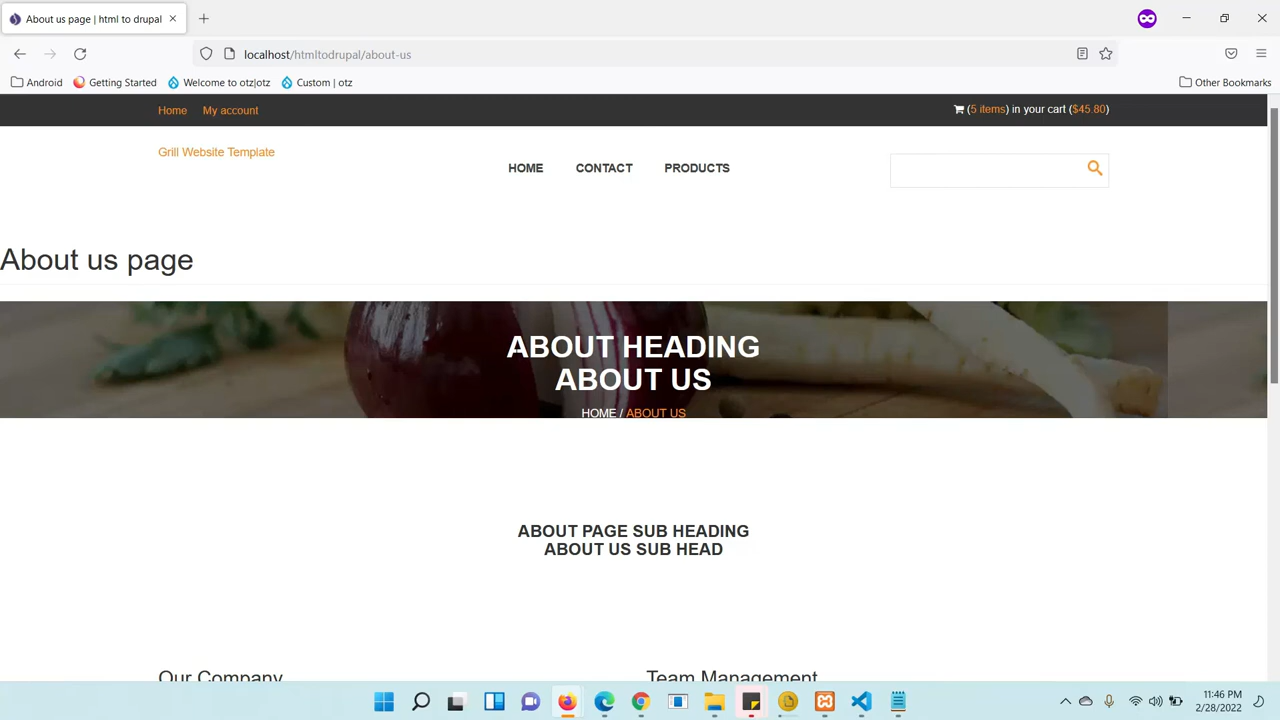 About us page | html to drupal
localhost/htmltodrupal/about-us
Android Getting Started Welcome to otz|otz Custom | otz Other Bookmarks
Home My account (5 items) in your cart ($45.80)
Grill Website Template
HOME CONTACT PRODUCTS
About us page
ABOUT HEADING
ABOUT US
HOME / ABOUT US
ABOUT PAGE SUB HEADING
ABOUT US SUB HEAD
Our Company Team Management
11:46 PM
2/28/2022